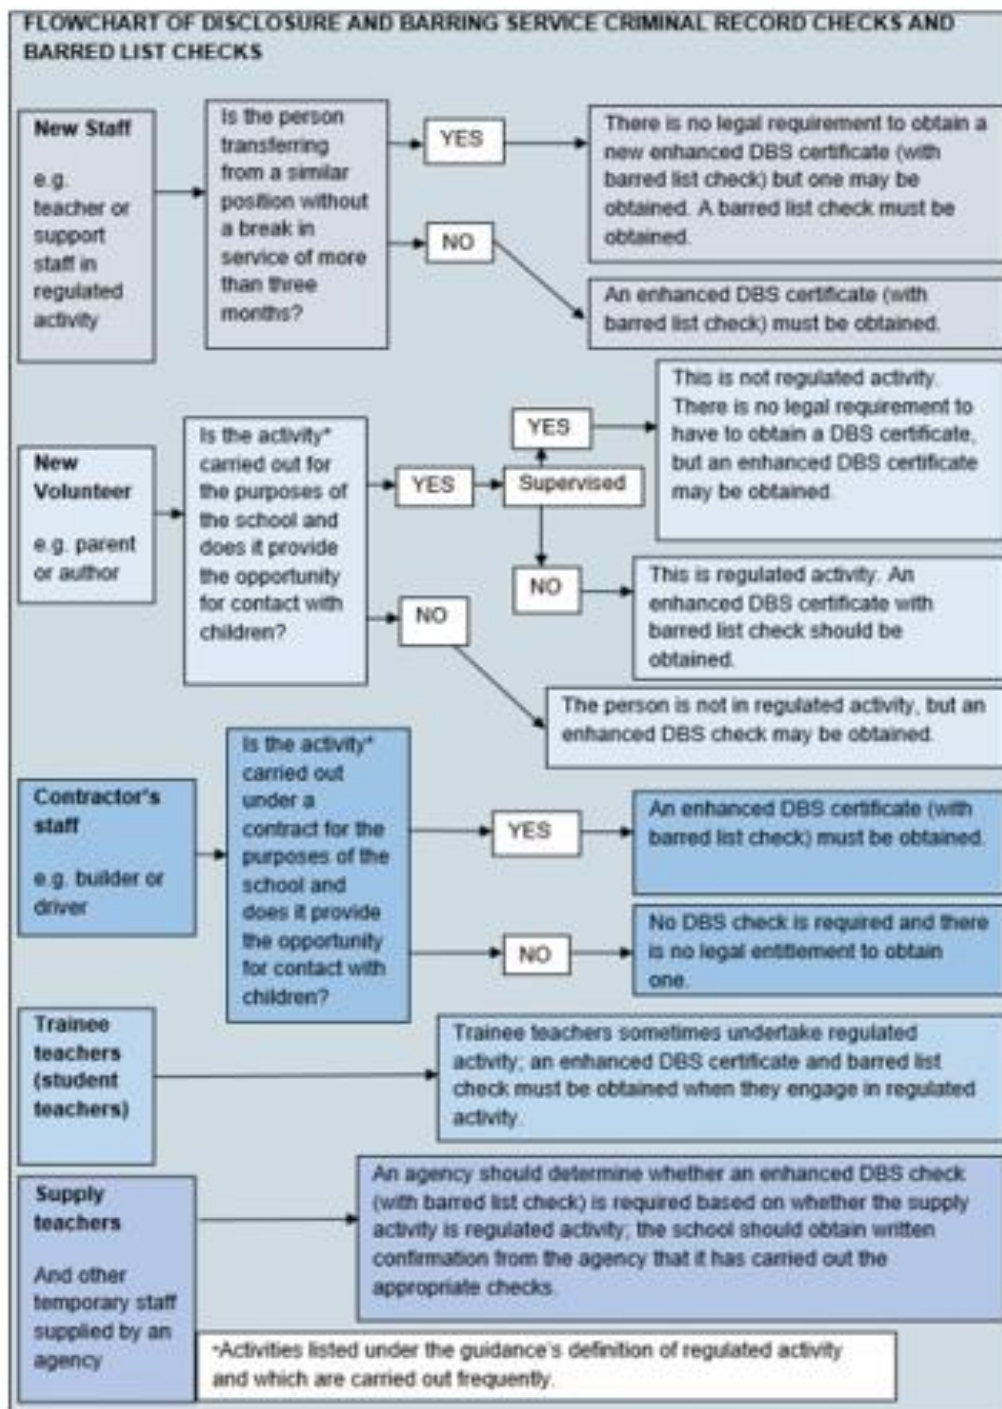 FLOWCHART OF DISCLOSURE AND BARRING SERVICE CRIMINAL RECORD CHECKS AND
BARRED LIST CHECKS
New Staff
e.g.
teacher or
support
staff in
regulated
activity
Is the person
transferring
from a similar
position without
a break in
service of more
than three
months?
YES
There is no legal requirement to obtain a
new enhanced DBS certificate (with
barred list check) but one may be
obtained. A barred list check must be
obtained.
NO
An enhanced DBS certificate (with
barred list check) must be obtained.
New
Volunteer
e.g. parent
or author
Is the activity*
carried out for
the purposes of
the school and
does it provide
the opportunity
for contact with
children?
YES
Supervised
YES
This is not regulated activity.
There is no legal requirement to
have to obtain a DBS certificate,
but an enhanced DBS certificate
may be obtained.
NO
This is regulated activity. An
enhanced DBS certificate with
barred list check should be
obtained.
NO
The person is not in regulated activity, but an
enhanced DBS check may be obtained.
Contractor's
staff
e.g. builder or
driver
Is the activity*
carried out
under a
contract for the
purposes of the
school and
does it provide
the opportunity
for contact with
children?
YES
An enhanced DBS certificate (with
barred list check) must be obtained.
NO
No DBS check is required and there
is no legal entitlement to obtain
one.
Trainee
teachers
(student
teachers)
Trainee teachers sometimes undertake regulated
activity; an enhanced DBS certificate and barred list
check must be obtained when they engage in regulated
activity.
Supply
teachers
And other
temporary staff
supplied by an
agency
An agency should determine whether an enhanced DBS check
(with barred list check) is required based on whether the supply
activity is regulated activity; the school should obtain written
confirmation from the agency that it has carried out the
appropriate checks.
*Activities listed under the guidance's definition of regulated activity
and which are carried out frequently.